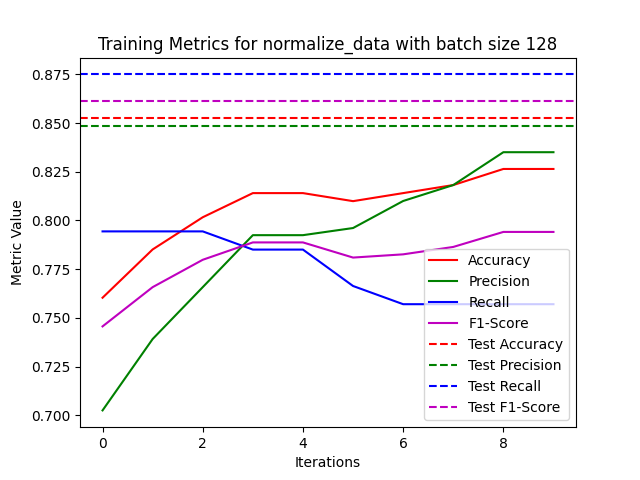 Training Metrics for normalize_data with batch size 128
0.875
0.850
0.825
0.800
0.775
0.750
0.725
0.700
Metric Value
Accuracy
Precision
Recall
F1-Score
Test Accuracy
Test Precision
Test Recall
Test F1-Score
0 2 4 6 8
Iterations